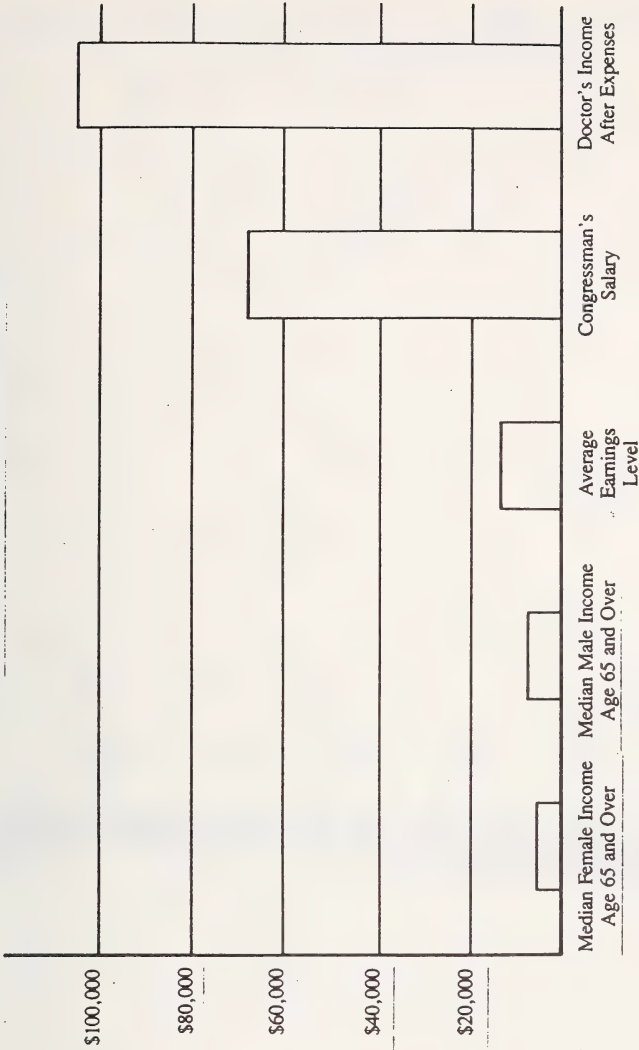 $100,000
$80,000
$60,000
$40,000
$20,000
Median Female Income
Age 65 and Over
Median Male Income
Age 65 and Over
Average
Earnings
Level
Congressman's
Salary
Doctor's Income
After Expenses